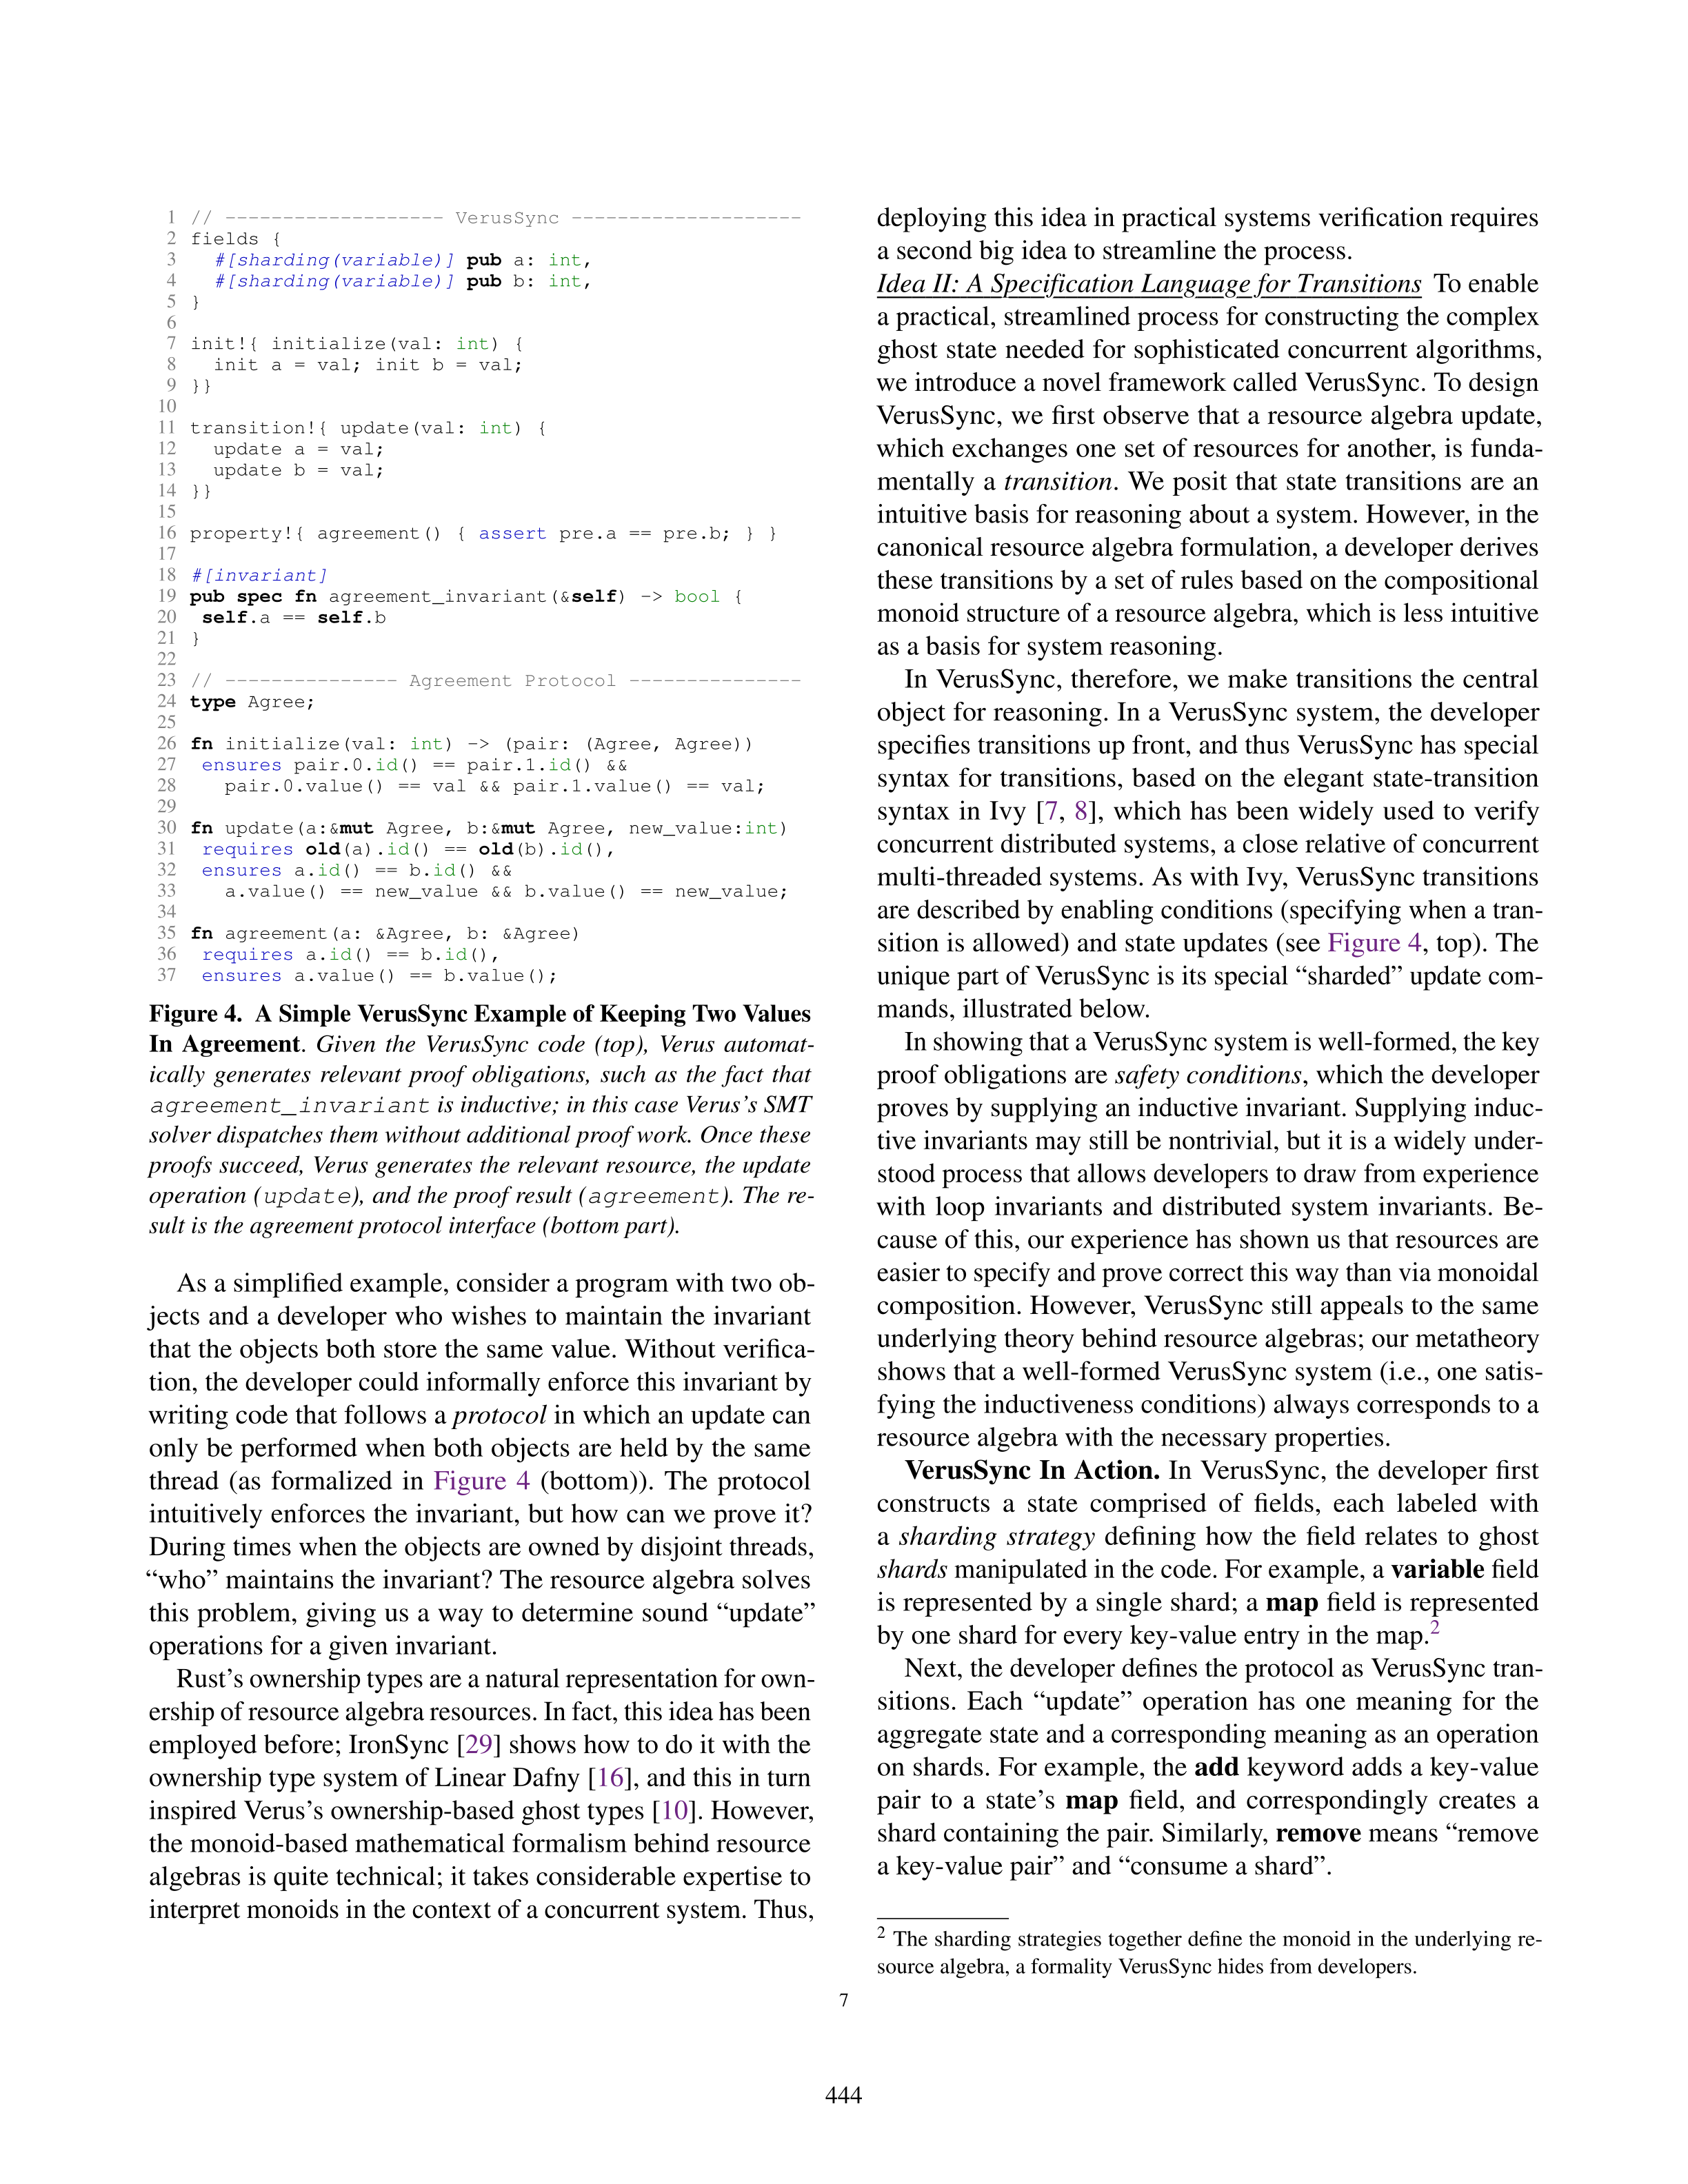 1 // ------------------- VerusSync --------------------
2 fields {
3 #[sharding(variable)] pub a: int,
4 #[sharding(variable)] pub b: int,
5 }
6
7 init!{ initialize(val: int) {
8 init a = val; init b = val;
9 }}
10
11 transition!{ update(val: int) {
12 update a = val;
13 update b = val;
14 }}
15
16 property!{ agreement() { assert pre.a == pre.b; } }
17
18 #[invariant]
19 pub spec fn agreement_invariant(&self) -> bool {
20 self.a == self.b
21 }
22
23 // --------------- Agreement Protocol ---------------
24 type Agree;
25
26 fn initialize(val: int) -> (pair: (Agree, Agree))
27 ensures pair.0.id() == pair.1.id() &&
28 pair.0.value() == val && pair.1.value() == val;
29
30 fn update(a:&mut Agree, b:&mut Agree, new_value:int)
31 requires old(a).id() == old(b).id(),
32 ensures a.id() == b.id() &&
33 a.value() == new_value && b.value() == new_value;
34
35 fn agreement(a: &Agree, b: &Agree)
36 requires a.id() == b.id(),
37 ensures a.value() == b.value();
Figure 4. A Simple VerusSync Example of Keeping Two Values
In Agreement. Given the VerusSync code (top), Verus automat-
ically generates relevant proof obligations, such as the fact that
agreement_invariant is inductive; in this case Verus's SMT
solver dispatches them without additional proof work. Once these
proofs succeed, Verus generates the relevant resource, the update
operation (update), and the proof result (agreement). The re-
sult is the agreement protocol interface (bottom part).
As a simplified example, consider a program with two ob-
jects and a developer who wishes to maintain the invariant
that the objects both store the same value. Without verifica-
tion, the developer could informally enforce this invariant by
writing code that follows a protocol in which an update can
only be performed when both objects are held by the same
thread (as formalized in Figure 4 (bottom)). The protocol
intuitively enforces the invariant, but how can we prove it?
During times when the objects are owned by disjoint threads,
“who” maintains the invariant? The resource algebra solves
this problem, giving us a way to determine sound “update”
operations for a given invariant.
Rust's ownership types are a natural representation for own-
ership of resource algebra resources. In fact, this idea has been
employed before; IronSync [29] shows how to do it with the
ownership type system of Linear Dafny [16], and this in turn
inspired Verus's ownership-based ghost types [10]. However,
the monoid-based mathematical formalism behind resource
algebras is quite technical; it takes considerable expertise to
interpret monoids in the context of a concurrent system. Thus,
deploying this idea in practical systems verification requires
a second big idea to streamline the process.
Idea II: A Specification Language for Transitions To enable
a practical, streamlined process for constructing the complex
ghost state needed for sophisticated concurrent algorithms,
we introduce a novel framework called VerusSync. To design
VerusSync, we first observe that a resource algebra update,
which exchanges one set of resources for another, is funda-
mentally a transition. We posit that state transitions are an
intuitive basis for reasoning about a system. However, in the
canonical resource algebra formulation, a developer derives
these transitions by a set of rules based on the compositional
monoid structure of a resource algebra, which is less intuitive
as a basis for system reasoning.
In VerusSync, therefore, we make transitions the central
object for reasoning. In a VerusSync system, the developer
specifies transitions up front, and thus VerusSync has special
syntax for transitions, based on the elegant state-transition
syntax in Ivy [7, 8], which has been widely used to verify
concurrent distributed systems, a close relative of concurrent
multi-threaded systems. As with Ivy, VerusSync transitions
are described by enabling conditions (specifying when a tran-
sition is allowed) and state updates (see Figure 4, top). The
unique part of VerusSync is its special “sharded” update com-
mands, illustrated below.
In showing that a VerusSync system is well-formed, the key
proof obligations are safety conditions, which the developer
proves by supplying an inductive invariant. Supplying induc-
tive invariants may still be nontrivial, but it is a widely under-
stood process that allows developers to draw from experience
with loop invariants and distributed system invariants. Be-
cause of this, our experience has shown us that resources are
easier to specify and prove correct this way than via monoidal
composition. However, VerusSync still appeals to the same
underlying theory behind resource algebras; our metatheory
shows that a well-formed VerusSync system (i.e., one satis-
fying the inductiveness conditions) always corresponds to a
resource algebra with the necessary properties.
VerusSync In Action. In VerusSync, the developer first
constructs a state comprised of fields, each labeled with
a sharding strategy defining how the field relates to ghost
shards manipulated in the code. For example, a variable field
is represented by a single shard; a map field is represented
by one shard for every key-value entry in the map.2
Next, the developer defines the protocol as VerusSync tran-
sitions. Each “update” operation has one meaning for the
aggregate state and a corresponding meaning as an operation
on shards. For example, the add keyword adds a key-value
pair to a state's map field, and correspondingly creates a
shard containing the pair. Similarly, remove means “remove
a key-value pair” and “consume a shard”.
2 The sharding strategies together define the monoid in the underlying re-
source algebra, a formality VerusSync hides from developers.
7
444